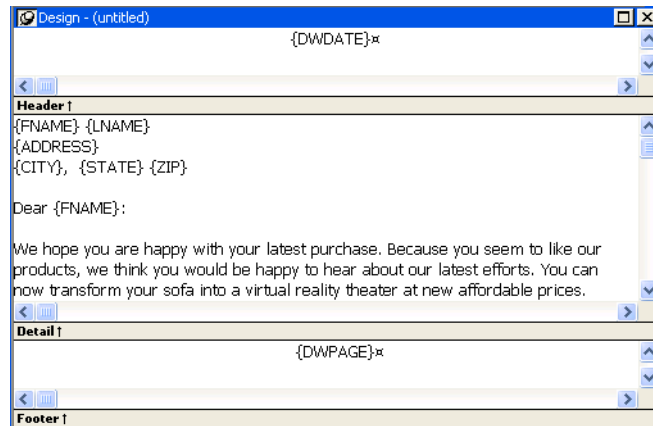 Design - (untitled)
{DWDATE}¤
Header ↑
{FNAME} {LNAME}
{ADDRESS}
{CITY}, {STATE} {ZIP}
Dear {FNAME}:
We hope you are happy with your latest purchase. Because you seem to like our
products, we think you would be happy to hear about our latest efforts. You can
now transform your sofa into a virtual reality theater at new affordable prices.
Detail ↑
{DWPAGE}¤
Footer ↑